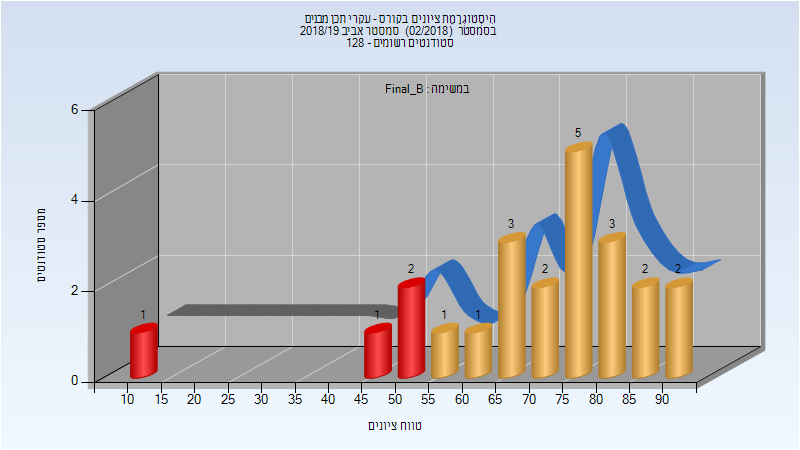 היסטוגרמת ציונים בקורס - עקרי תכן מבנים
בסמסטר (02/2018) סמסטר אביב 2018/19
סטודנטים רשומים - 128
במשימה : Final_B
מספר סטודנטים
6
4
2
0
1
1
2
1
1
3
2
5
3
2
2
10 15 20 25 30 35 40 45 50 55 60 65 70 75 80 85 90
טווח ציונים